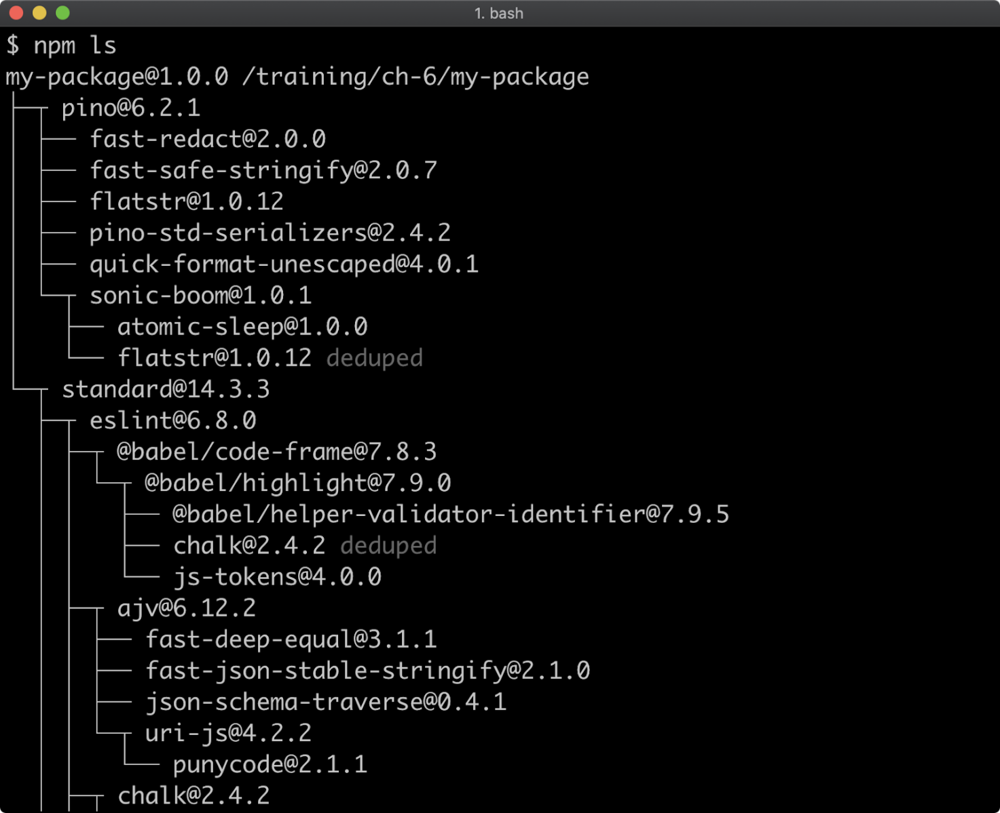 1. bash
$ npm ls
my-package@1.0.0 /training/ch-6/my-package
├─┬ pino@6.2.1
│ ├── fast-redact@2.0.0
│ ├── fast-safe-stringify@2.0.7
│ ├── flatstr@1.0.12
│ ├── pino-std-serializers@2.4.2
│ ├── quick-format-unescaped@4.0.1
│ └─┬ sonic-boom@1.0.1
│   ├── atomic-sleep@1.0.0
│   └── flatstr@1.0.12 deduped
└─┬ standard@14.3.3
  ├─┬ eslint@6.8.0
  │ ├─┬ @babel/code-frame@7.8.3
  │ │ └─┬ @babel/highlight@7.9.0
  │ │   ├── @babel/helper-validator-identifier@7.9.5
  │ │   ├── chalk@2.4.2 deduped
  │ │   └── js-tokens@4.0.0
  │ ├─┬ ajv@6.12.2
  │ │ ├── fast-deep-equal@3.1.1
  │ │ ├── fast-json-stable-stringify@2.1.0
  │ │ ├── json-schema-traverse@0.4.1
  │ │ └─┬ uri-js@4.2.2
  │ │   └── punycode@2.1.1
  │ ├─┬ chalk@2.4.2